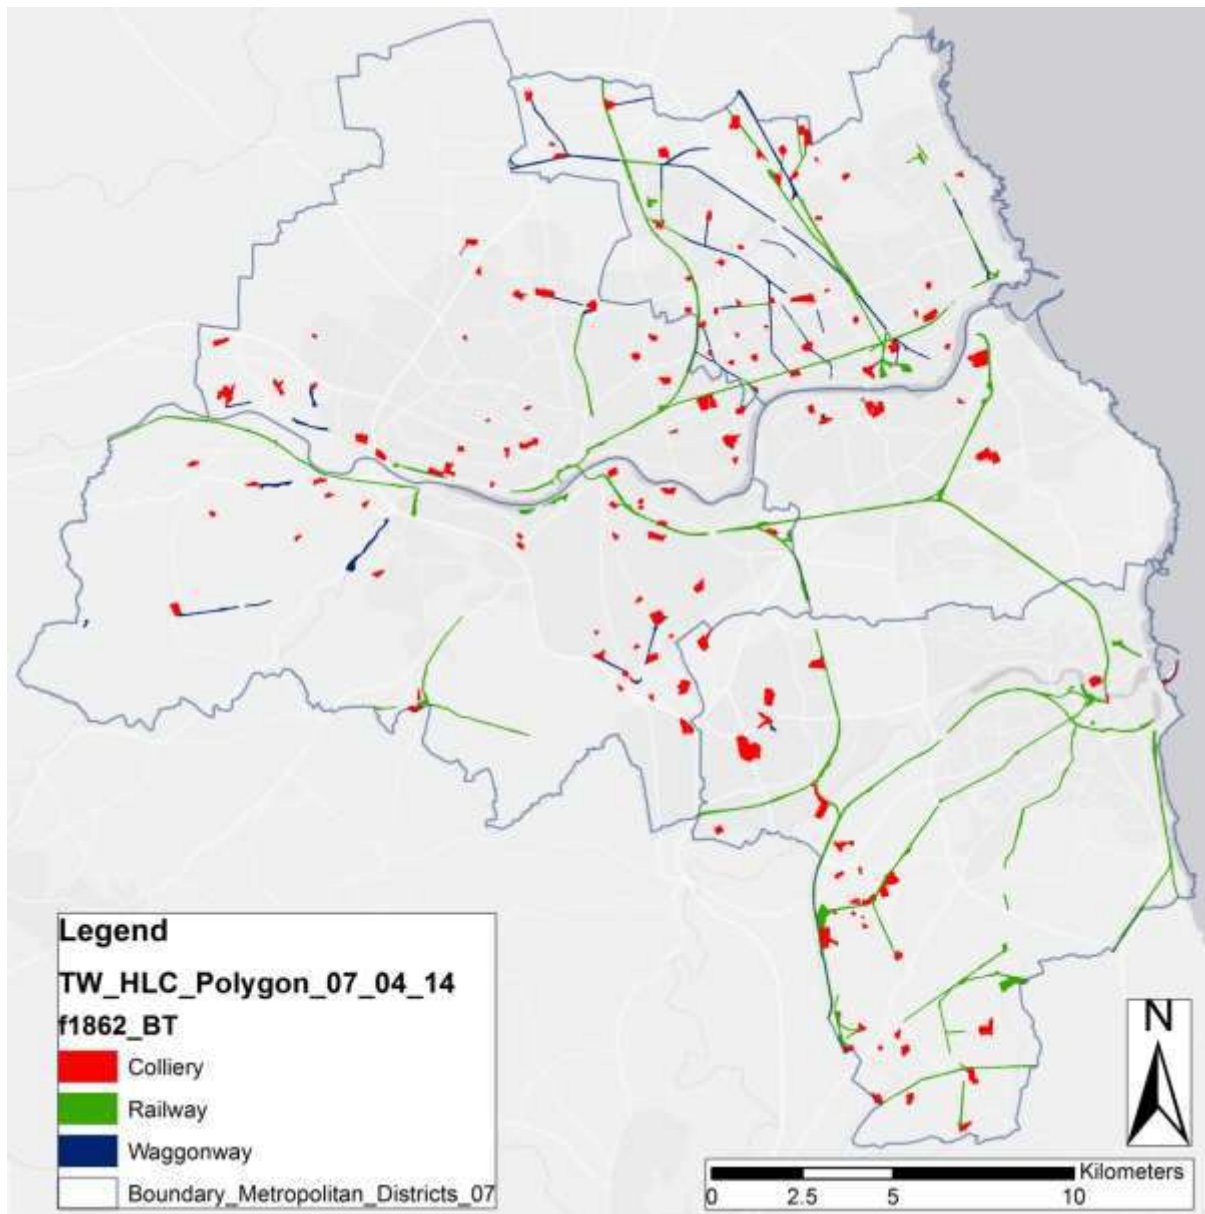 Legend
TW_HLC_Polygon_07_04_14
f1862_BT
Colliery
Railway
Waggonway
Boundary_Metropolitan_Districts_07
N
Kilometers
0 2.5 5 10